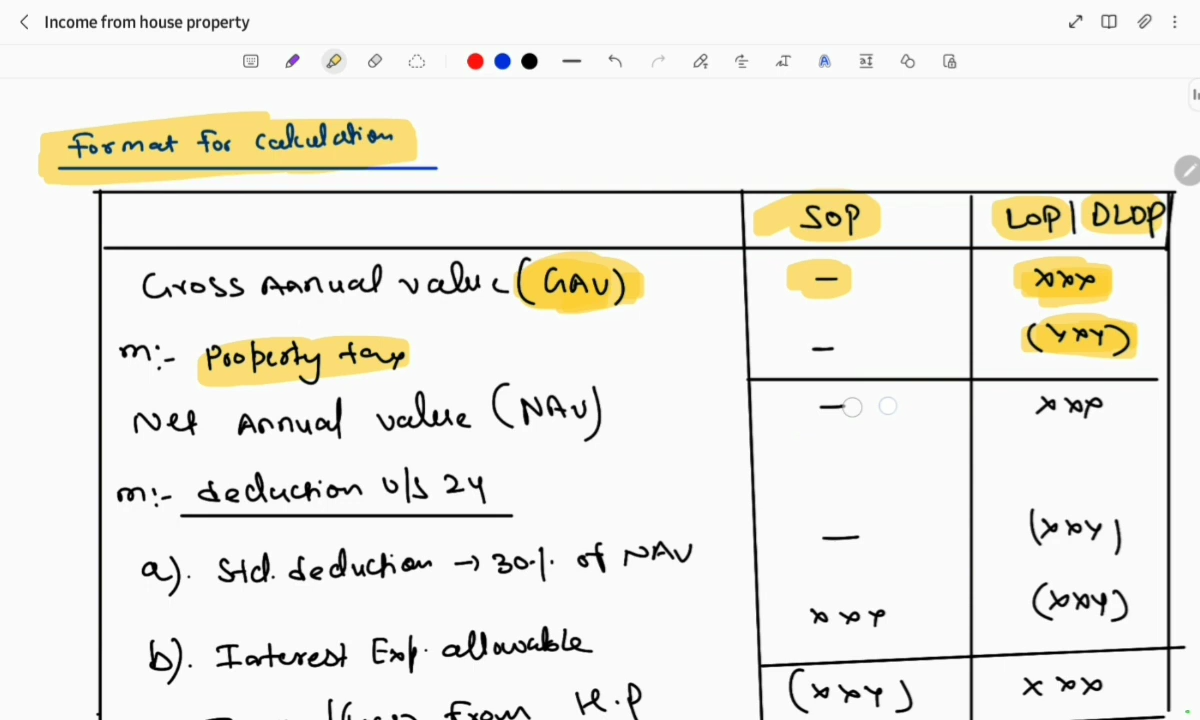 Income from house property
Format for calculation
SOP LOP | DLOP
Gross Annual value (GAV) — xxx
m:- Property tax — (xxx)
Net Annual value (NAV) — xxx
m:- deduction u/s 24
a). Std. deduction → 30% of NAV — (xxx)
b). Interest Exp. allowable xxx (xxx)
from H.P (xxx) xxx